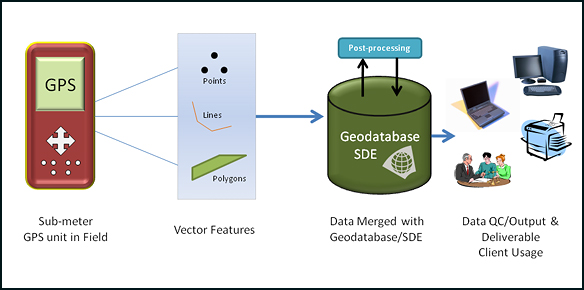 GPS
Points
Lines
Polygons
Post-processing
Geodatabase
SDE
Sub-meter
GPS unit in Field
Vector Features
Data Merged with
Geodatabase/SDE
Data QC/Output &
Deliverable
Client Usage